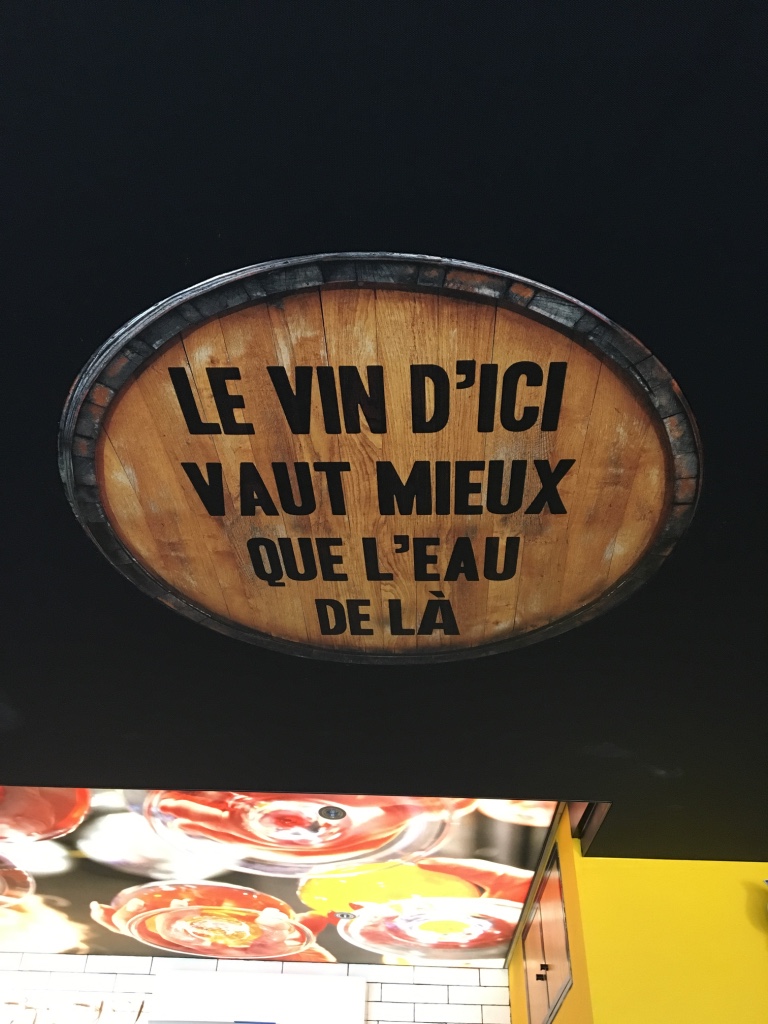 LE VIN D'ICI
VAUT MIEUX
QUE L'EAU
DE LÀ